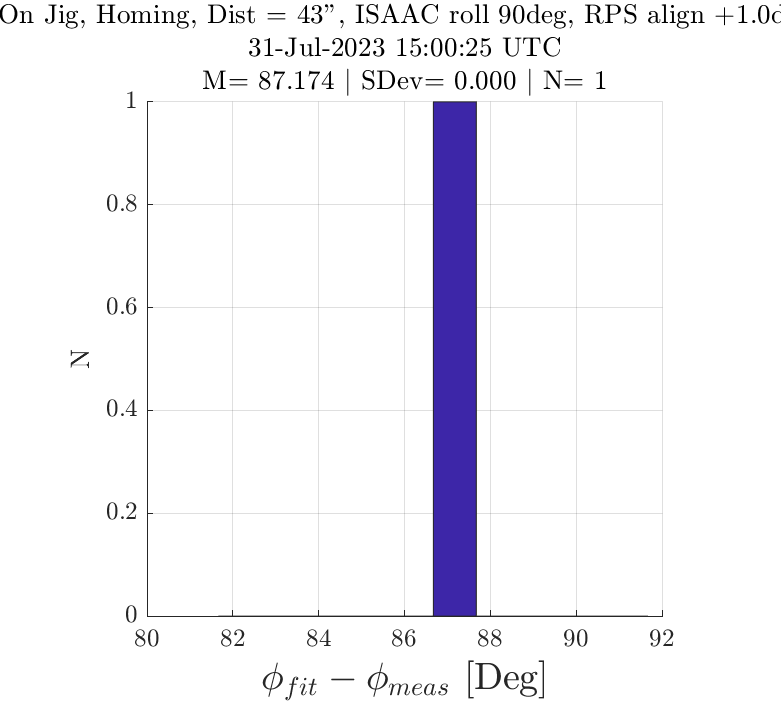 On Jig, Homing, Dist = 43”, ISAAC roll 90deg, RPS align +1.0d
31-Jul-2023 15:00:25 UTC
M= 87.174 | SDev= 0.000 | N= 1
1
0.8
0.6
0.4
0.2
0
N
80 82 84 86 88 90 92
ϕfit − ϕmeas [Deg]